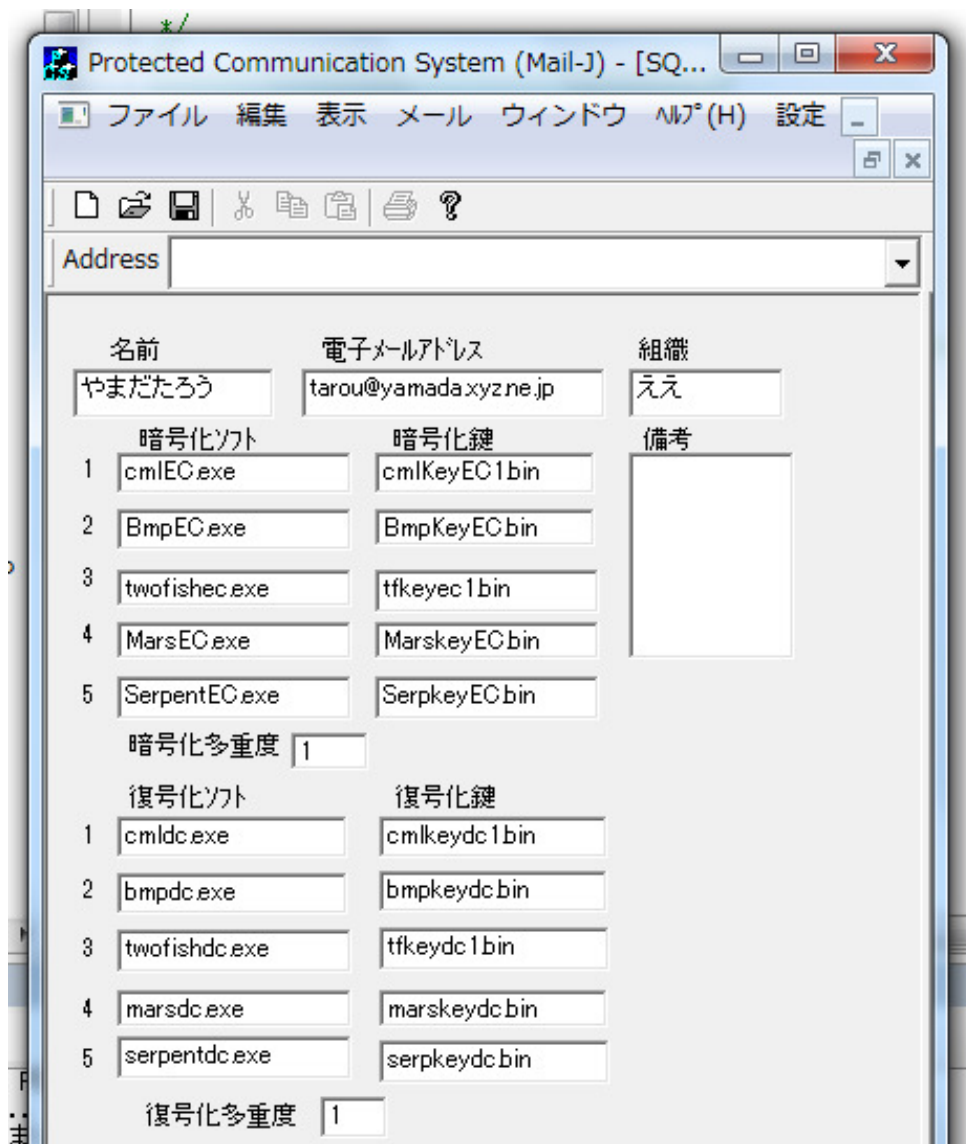 */
Protected Communication System (Mail-J) - [SQ...
ファイル 編集 表示 メール ウィンドウ ﾍﾙﾌﾟ(H) 設定
Address
名前 電子ﾒｰﾙｱﾄﾞﾚｽ 組織
やまだたろう tarou@yamada.xyz.ne.jp ええ
暗号化ｿﾌﾄ 暗号化鍵 備考
1 cmlEC.exe cmlKeyEC1.bin
2 BmpEC.exe BmpKeyEC.bin
3 twofishec.exe tfkeyec1.bin
4 MarsEC.exe MarskeyEC.bin
5 SerpentEC.exe SerpkeyEC.bin
暗号化多重度 1
復号化ｿﾌﾄ 復号化鍵
1 cmldc.exe cmlkeydc1.bin
2 bmpdc.exe bmpkeydc.bin
3 twofishdc.exe tfkeydc1.bin
4 marsdc.exe marskeydc.bin
5 serpentdc.exe serpkeydc.bin
復号化多重度 1